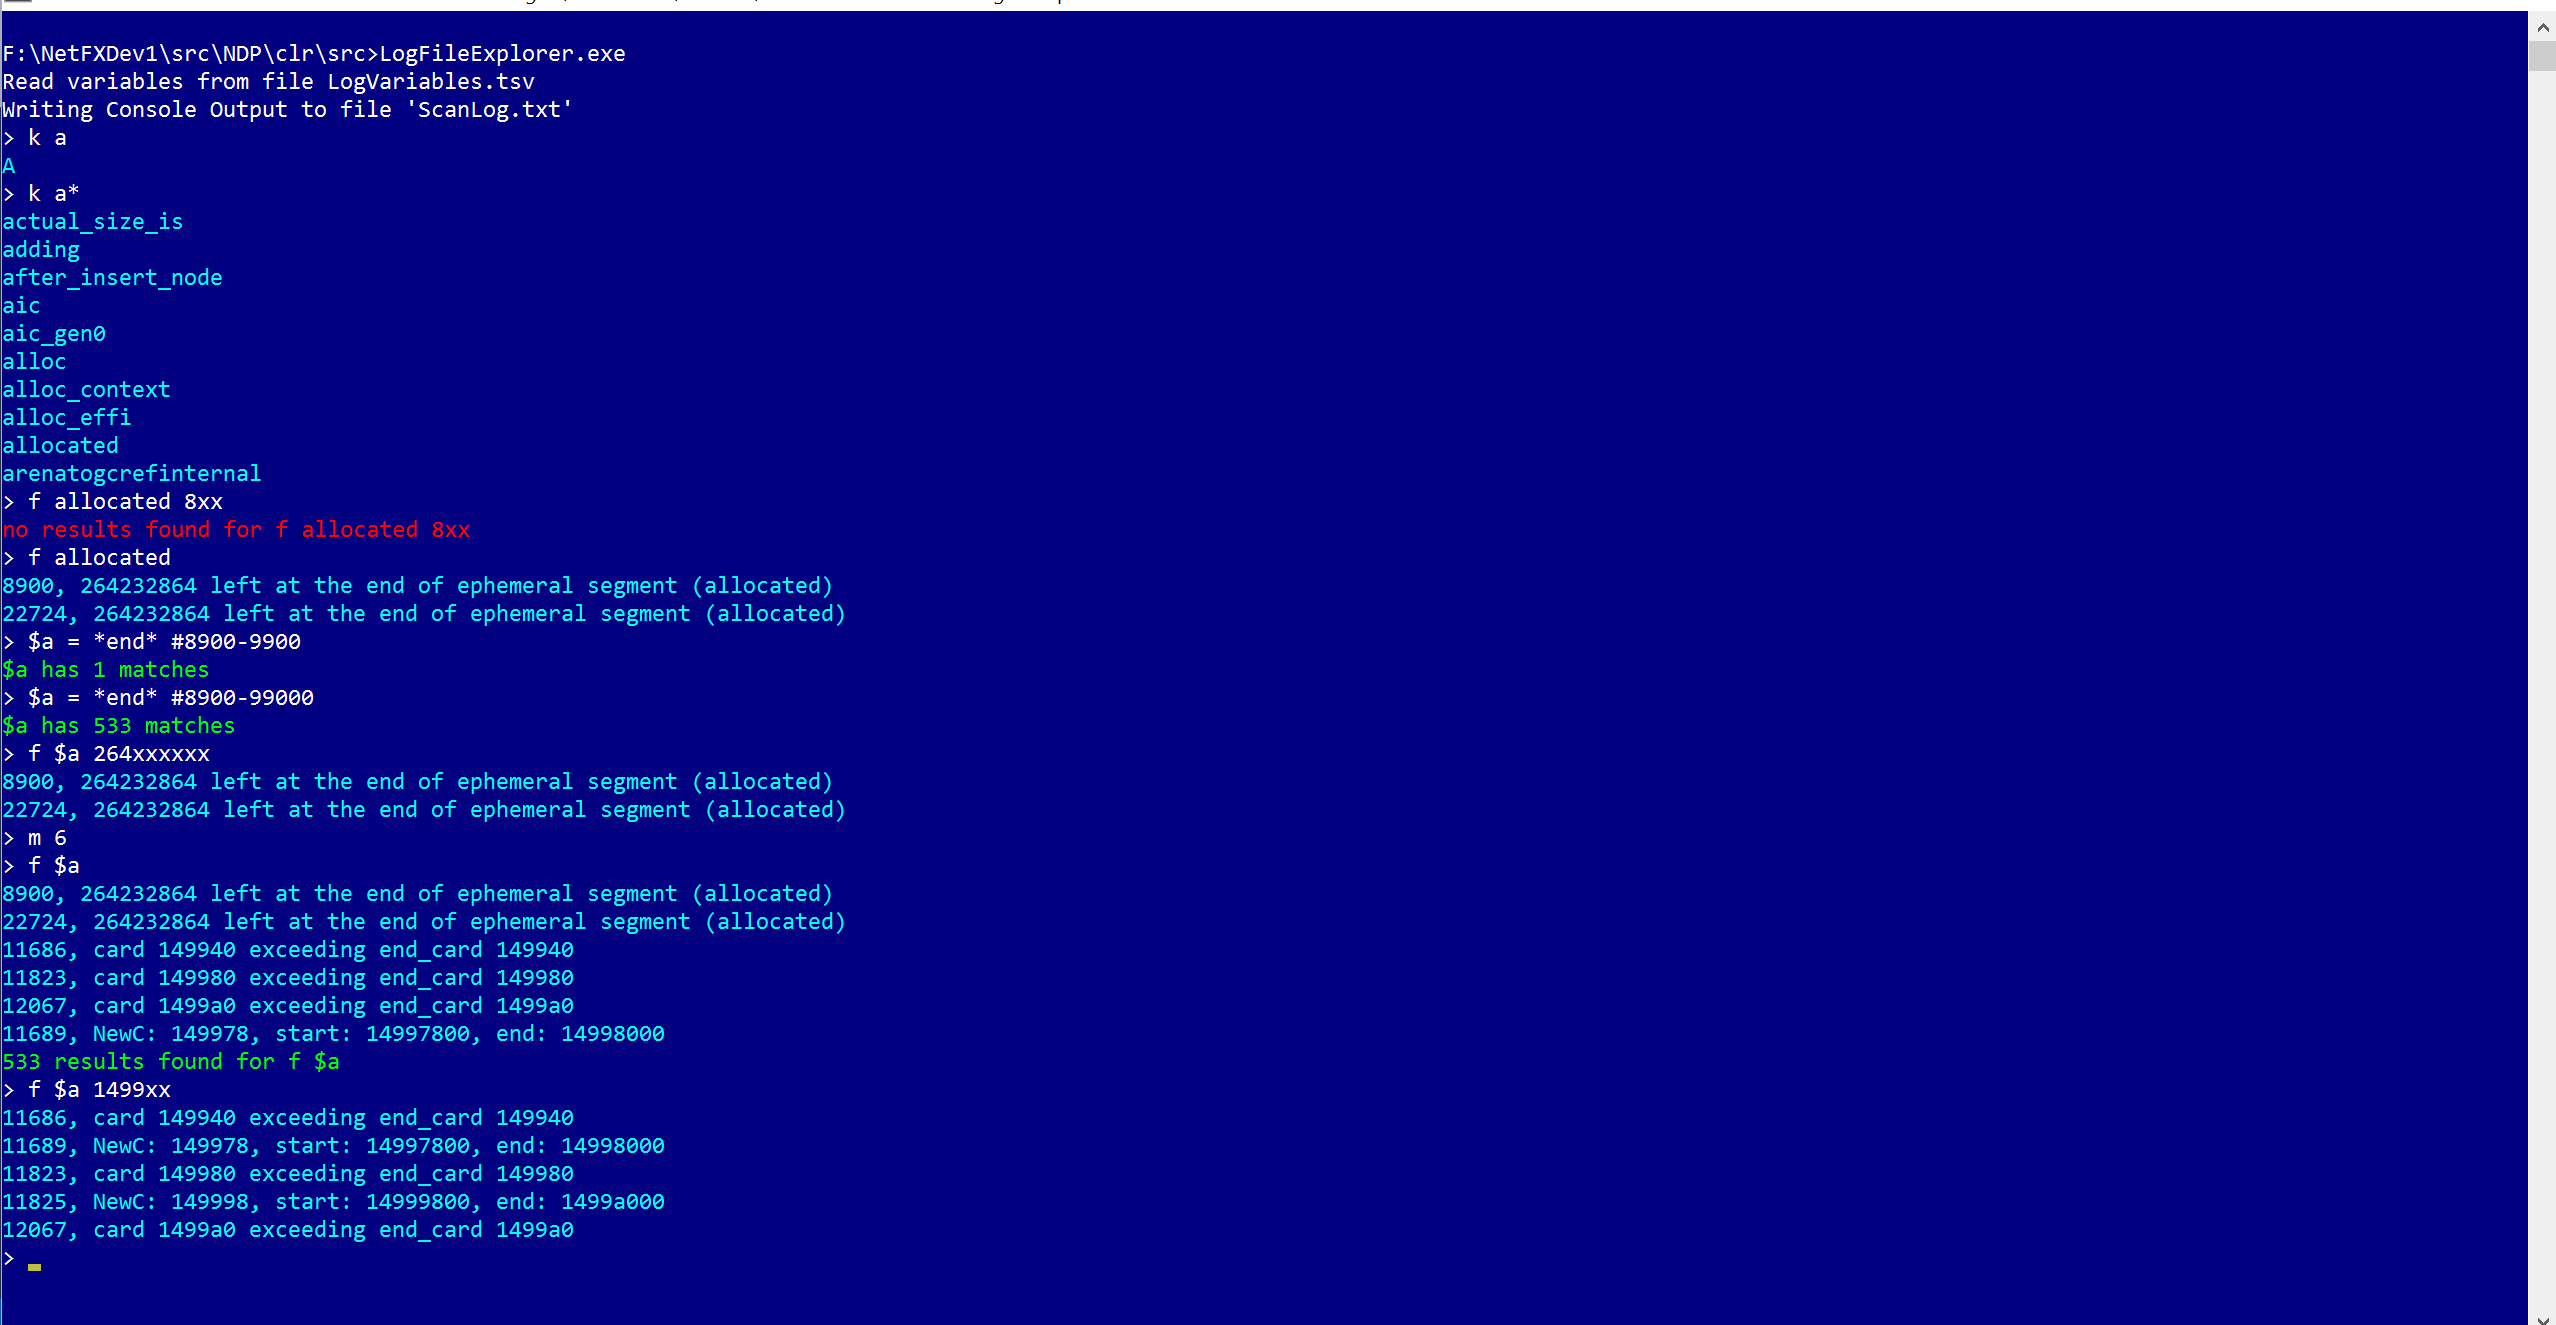 F:\NetFXDev1\src\NDP\clr\src>LogFileExplorer.exe
Read variables from file LogVariables.tsv
Writing Console Output to file 'ScanLog.txt'
> k a
A
> k a*
actual_size_is
adding
after_insert_node
aic
aic_gen0
alloc
alloc_context
alloc_effi
allocated
arenatogcrefinternal
> f allocated 8xx
no results found for f allocated 8xx
> f allocated
8900, 264232864 left at the end of ephemeral segment (allocated)
22724, 264232864 left at the end of ephemeral segment (allocated)
> $a = *end* #8900-9900
$a has 1 matches
> $a = *end* #8900-99000
$a has 533 matches
> f $a 264xxxxxx
8900, 264232864 left at the end of ephemeral segment (allocated)
22724, 264232864 left at the end of ephemeral segment (allocated)
> m 6
> f $a
8900, 264232864 left at the end of ephemeral segment (allocated)
22724, 264232864 left at the end of ephemeral segment (allocated)
11686, card 149940 exceeding end_card 149940
11823, card 149980 exceeding end_card 149980
12067, card 1499a0 exceeding end_card 1499a0
11689, NewC: 149978, start: 14997800, end: 14998000
533 results found for f $a
> f $a 1499xx
11686, card 149940 exceeding end_card 149940
11689, NewC: 149978, start: 14997800, end: 14998000
11823, card 149980 exceeding end_card 149980
11825, NewC: 149998, start: 14999800, end: 1499a000
12067, card 1499a0 exceeding end_card 1499a0
>